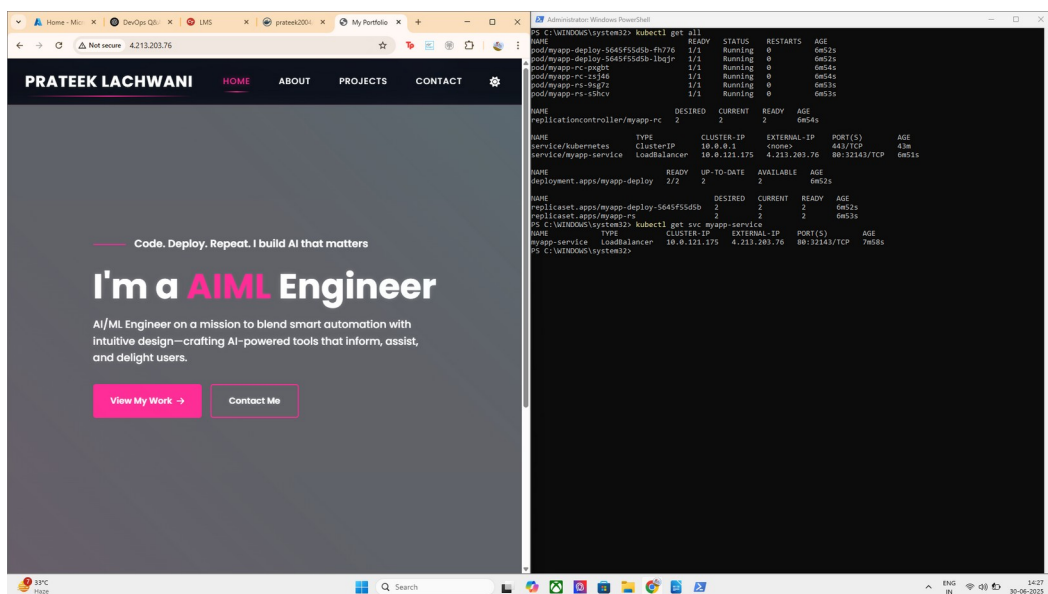 Home - Mic
DevOps Q&
LMS
prateek2004
My Portfolio
Not secure 4.213.203.76
PRATEEK LACHWANI
HOME
ABOUT
PROJECTS
CONTACT
Code. Deploy. Repeat. I build AI that matters
I'm a AIML Engineer
AI/ML Engineer on a mission to blend smart automation with
intuitive design—crafting AI-powered tools that inform, assist,
and delight users.
View My Work →
Contact Me
Administrator: Windows PowerShell
PS C:\WINDOWS\system32> kubectl get all
NAME READY STATUS RESTARTS AGE
pod/myapp-deploy-5645f55d5b-fh776 1/1 Running 0 6m52s
pod/myapp-deploy-5645f55d5b-lbqjr 1/1 Running 0 6m52s
pod/myapp-rc-pxgbt 1/1 Running 0 6m54s
pod/myapp-rc-zsj46 1/1 Running 0 6m54s
pod/myapp-rs-9sg7z 1/1 Running 0 6m53s
pod/myapp-rs-s5hcv 1/1 Running 0 6m53s
NAME DESIRED CURRENT READY AGE
replicationcontroller/myapp-rc 2 2 2 6m54s
NAME TYPE CLUSTER-IP EXTERNAL-IP PORT(S) AGE
service/kubernetes ClusterIP 10.0.0.1 <none> 443/TCP 43m
service/myapp-service LoadBalancer 10.0.121.175 4.213.203.76 80:32143/TCP 6m51s
NAME READY UP-TO-DATE AVAILABLE AGE
deployment.apps/myapp-deploy 2/2 2 2 6m52s
NAME DESIRED CURRENT READY AGE
replicaset.apps/myapp-deploy-5645f55d5b 2 2 2 6m52s
replicaset.apps/myapp-rs 2 2 2 6m53s
PS C:\WINDOWS\system32> kubectl get svc myapp-service
NAME TYPE CLUSTER-IP EXTERNAL-IP PORT(S) AGE
myapp-service LoadBalancer 10.0.121.175 4.213.203.76 80:32143/TCP 7m58s
PS C:\WINDOWS\system32>
33°C
Haze
Search
ENG
IN
14:27
30-06-2025